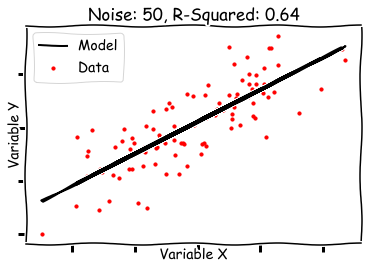 Noise: 50, R-Squared: 0.64
Model
Data
Variable Y
Variable X